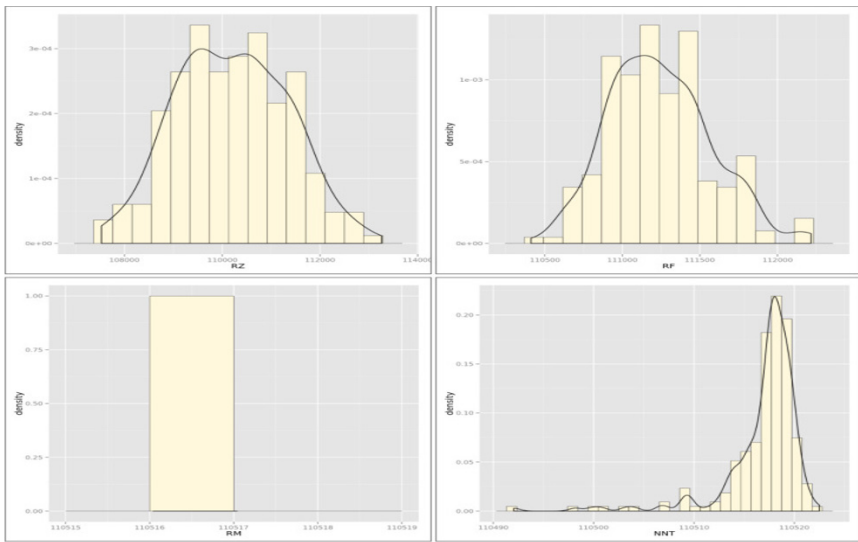 density
3e-04
2e-04
1e-04
0e+00
108000 110000 112000 114000
RZ
density
1e-03
5e-04
0e+00
110500 111000 111500 112000
RF
density
1.00
0.75
0.50
0.25
0.00
110515 110516 110517 110518 110519
RM
density
0.20
0.15
0.10
0.05
0.00
110490 110500 110510 110520
NNT